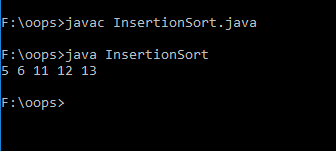 F:\oops>javac InsertionSort.java
F:\oops>java InsertionSort
5 6 11 12 13
F:\oops>